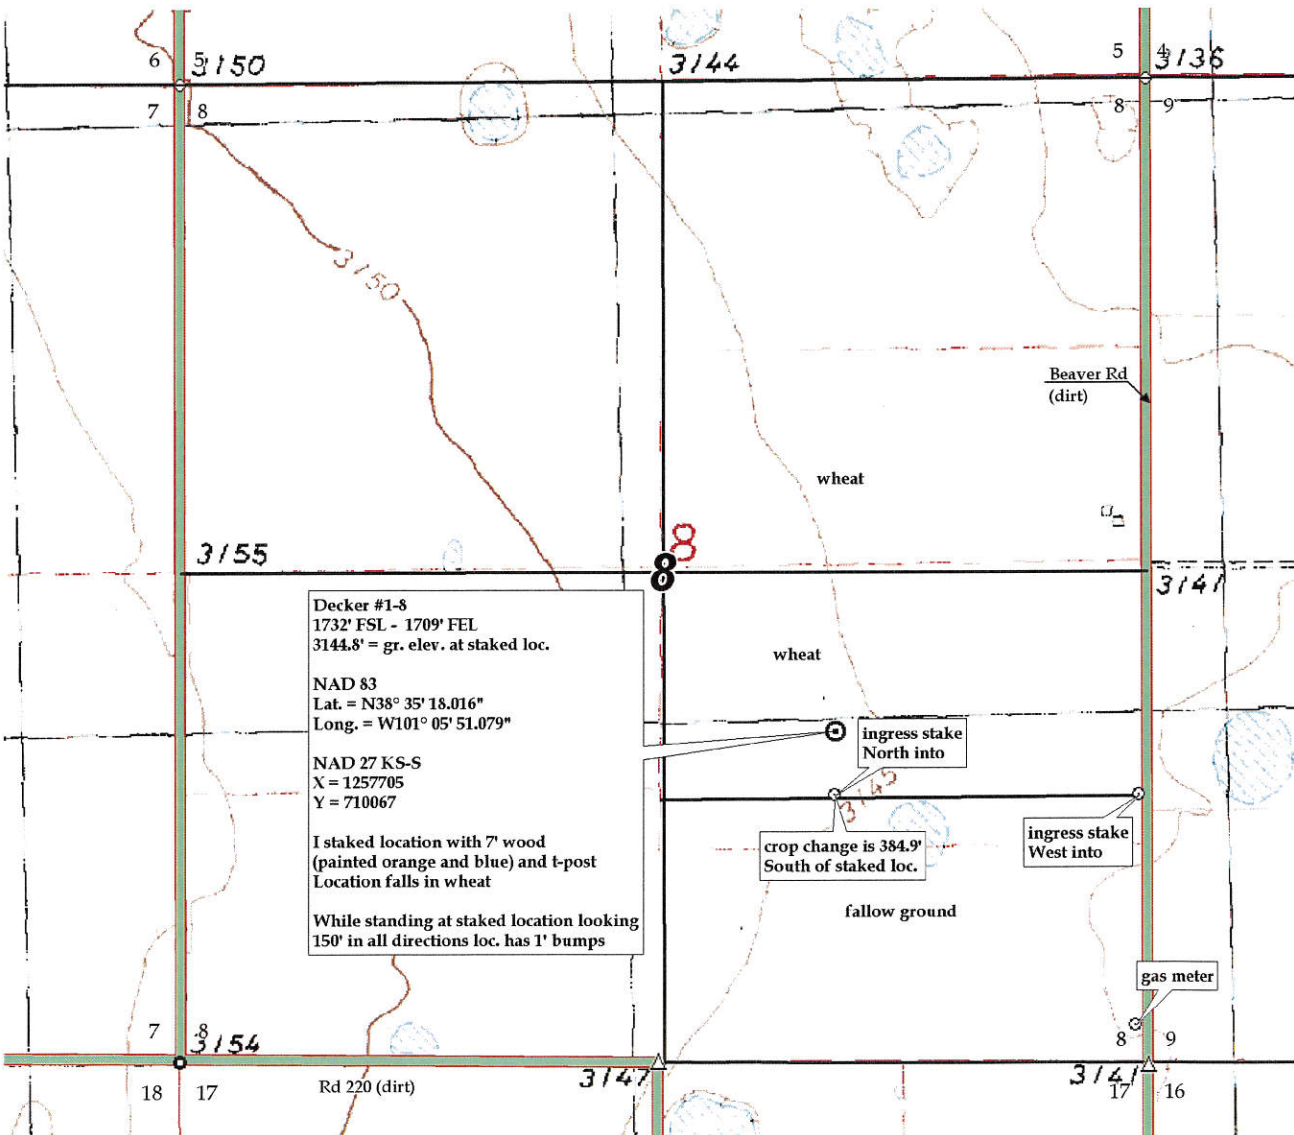 6 5 3150
3144
5 4 3136
7 8
8 9
3150
Beaver Rd
(dirt)
wheat
8
3155
8
3141
Decker #1-8
1732' FSL - 1709' FEL
3144.8' = gr. elev. at staked loc.
NAD 83
Lat. = N38° 35' 18.016"
Long. = W101° 05' 51.079"
NAD 27 KS-S
X = 1257705
Y = 710067
I staked location with 7' wood
(painted orange and blue) and t-post
Location falls in wheat
While standing at staked location looking
150' in all directions loc. has 1' bumps
wheat
ingress stake
North into
3145
crop change is 384.9'
South of staked loc.
ingress stake
West into
fallow ground
gas meter
7 8
3154
8 9
3147
3141
18 17
Rd 220 (dirt)
17 16